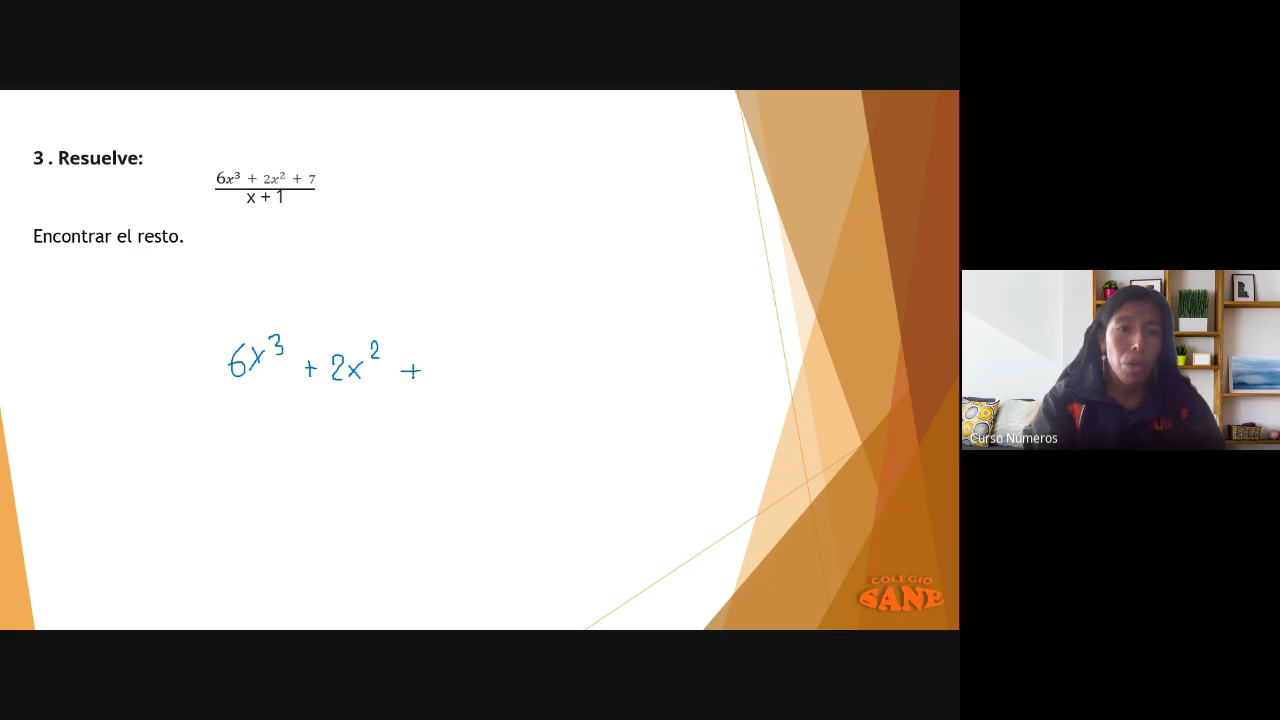 3 . Resuelve:
6x³ + 2x² + 7
x + 1
Encontrar el resto.
6x³ + 2x² +
COLEGIO
SANE
Curso Números